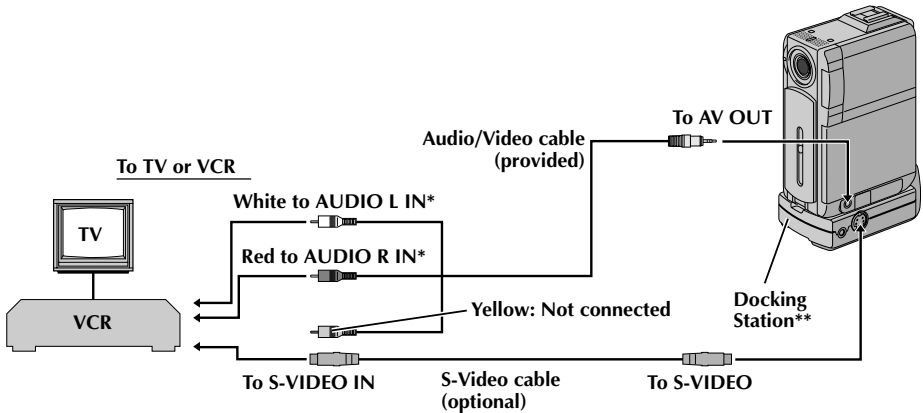 To AV OUT
Audio/Video cable
(provided)
To TV or VCR
White to AUDIO L IN*
TV
Red to AUDIO R IN*
Yellow: Not connected
VCR
Docking
Station**
To S-VIDEO IN
S-Video cable
(optional)
To S-VIDEO